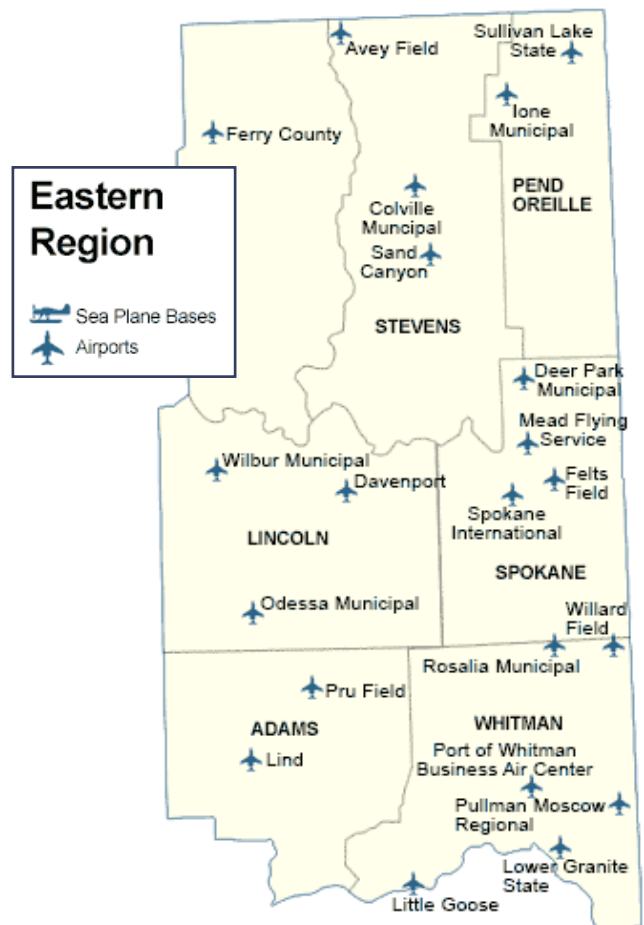 Sullivan Lake
State
Avey Field
Ione
Municipal
Ferry County
Eastern
Region
Sea Plane Bases
Airports
PEND
OREILLE
Colville
Muncipal
Sand
Canyon
STEVENS
Deer Park
Municipal
Mead Flying
Service
Wilbur Municipal
Davenport
Felts
Field
Spokane
International
LINCOLN
SPOKANE
Odessa Municipal
Willard
Field
Rosalia Municipal
Pru Field
ADAMS
WHITMAN
Lind
Port of Whitman
Business Air Center
Pullman Moscow
Regional
Lower Granite
State
Little Goose